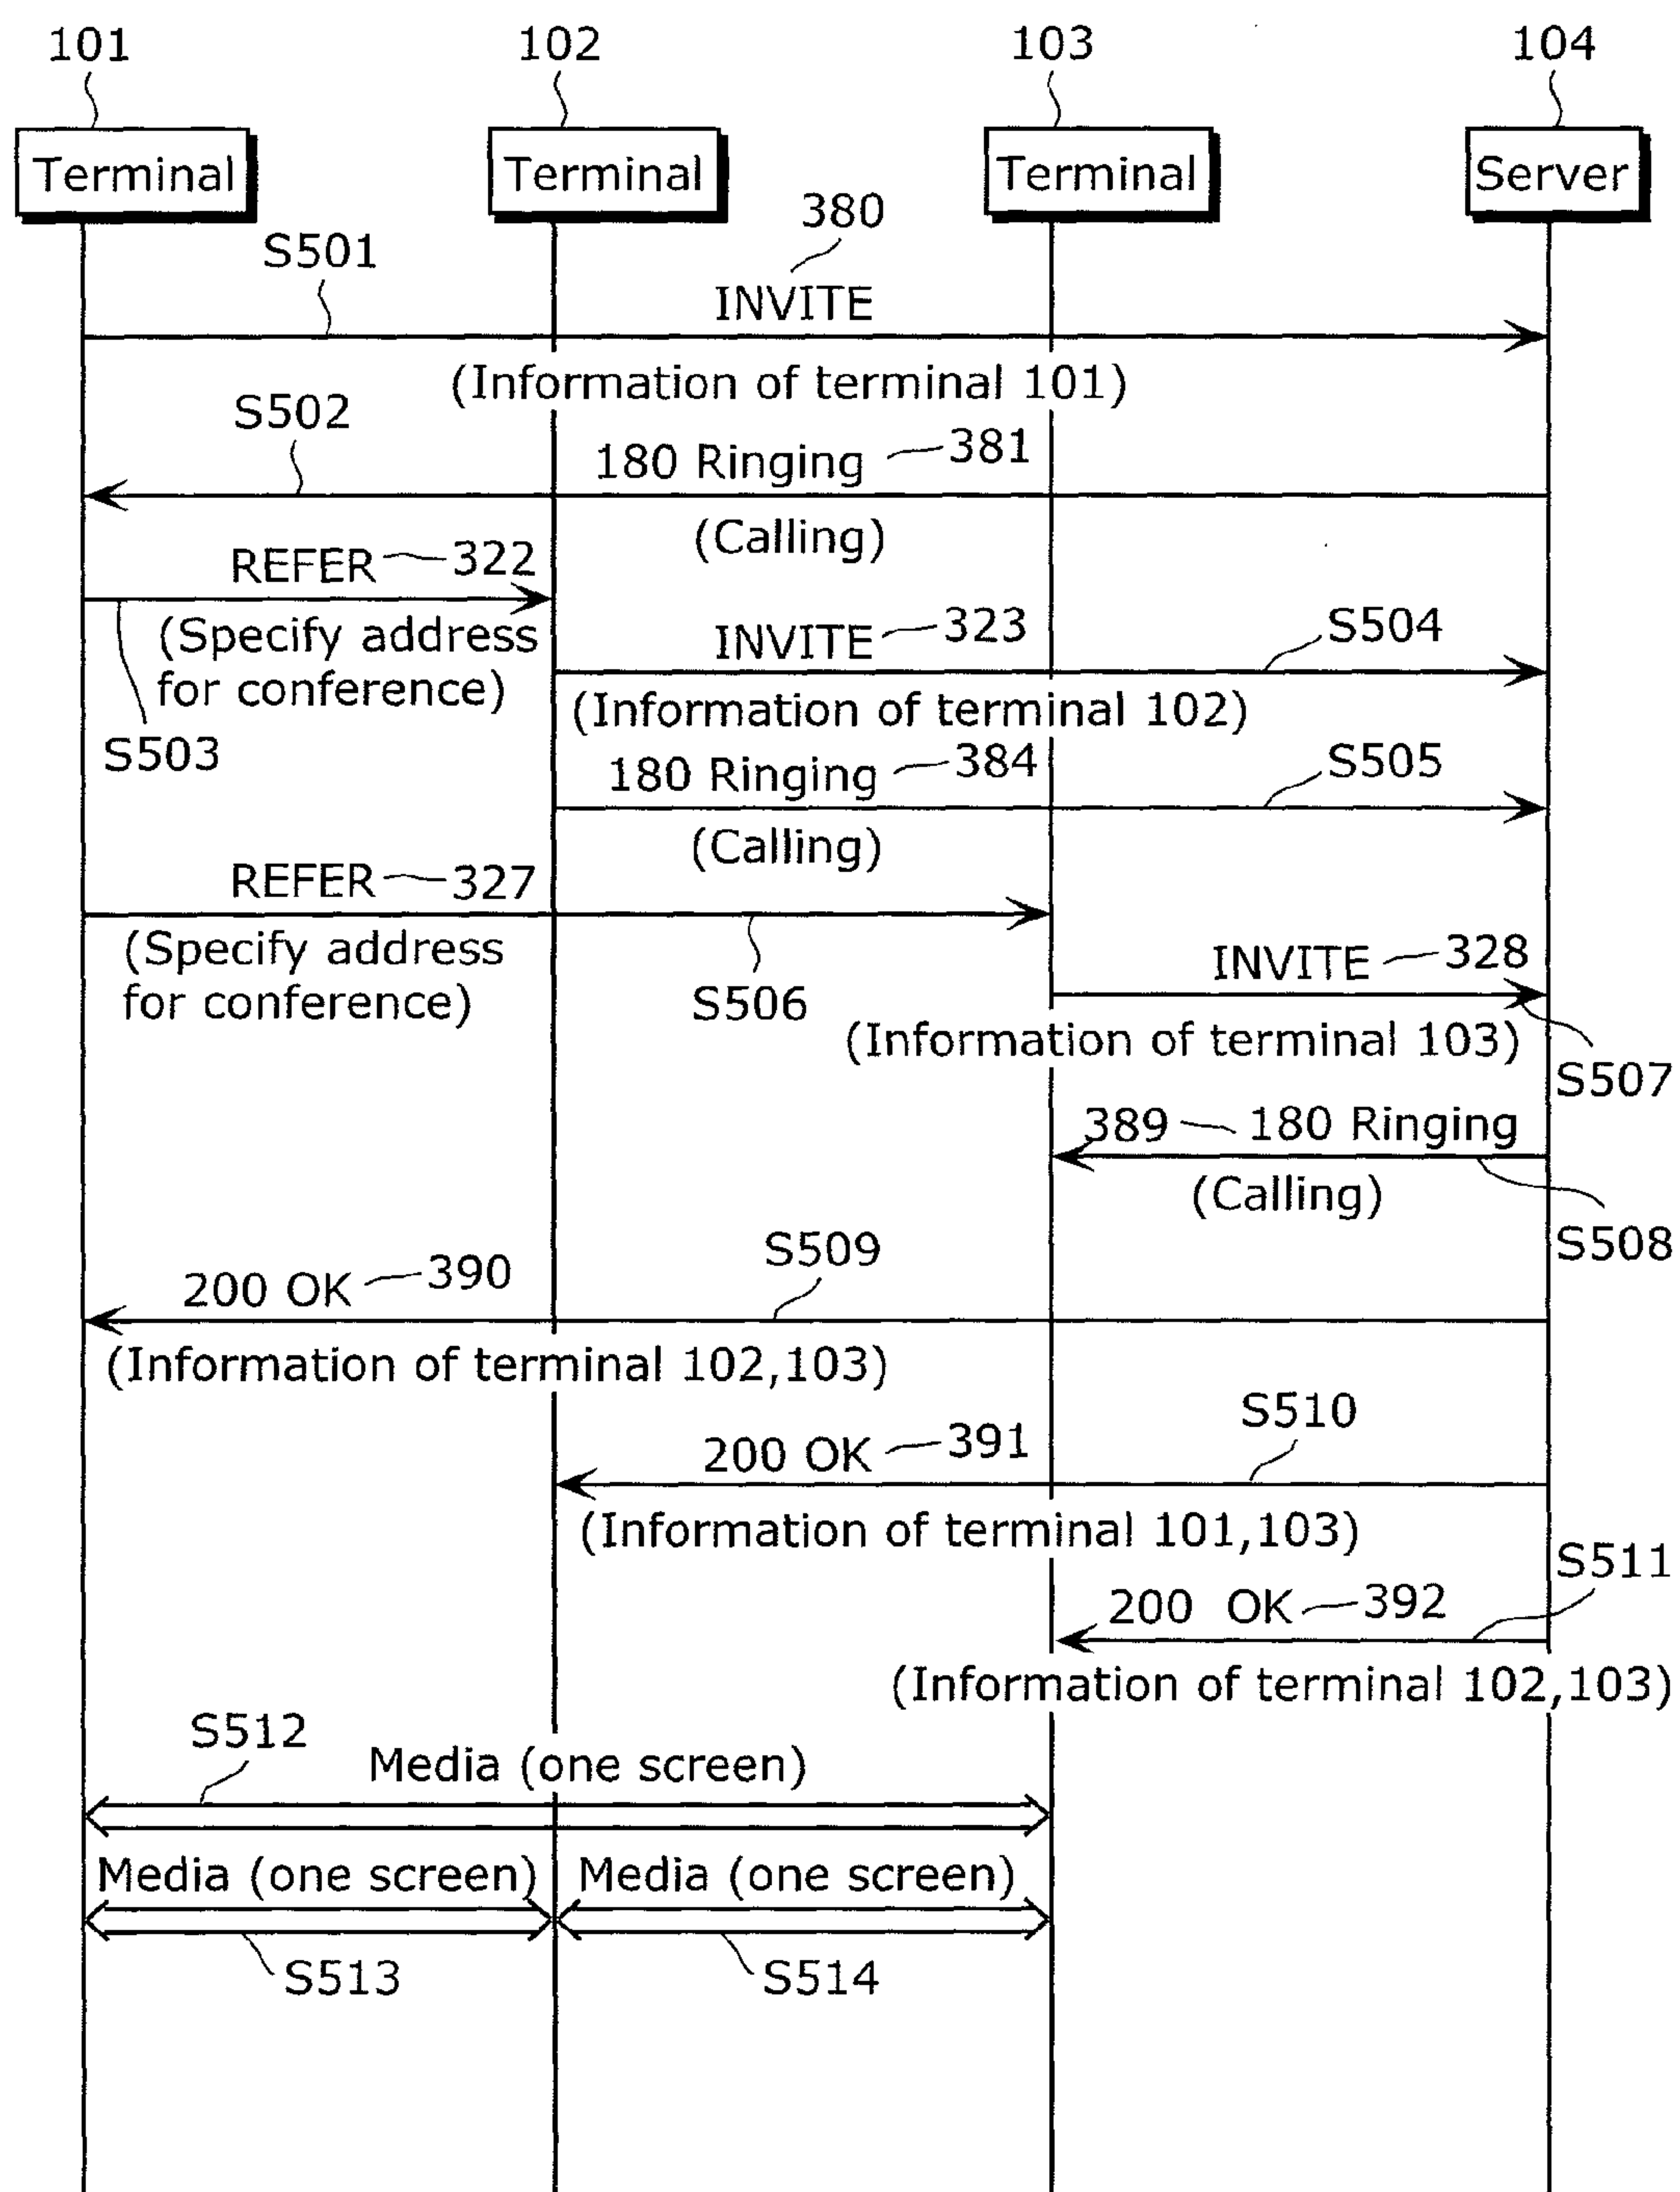 101 102 103 104
Terminal Terminal Terminal Server
380
S501
INVITE
(Information of terminal 101)
S502
180 Ringing 381
(Calling)
REFER 322
(Specify address
for conference)
S503
INVITE 323 S504
(Information of terminal 102)
180 Ringing 384 S505
(Calling)
REFER 327
(Specify address
for conference)
S506
INVITE 328
(Information of terminal 103)
S507
389 180 Ringing
(Calling)
S508
S509
200 OK 390
(Information of terminal 102,103)
S510
200 OK 391
(Information of terminal 101,103)
S511
200 OK 392
(Information of terminal 102,103)
S512
Media (one screen)
Media (one screen) Media (one screen)
S513 S514